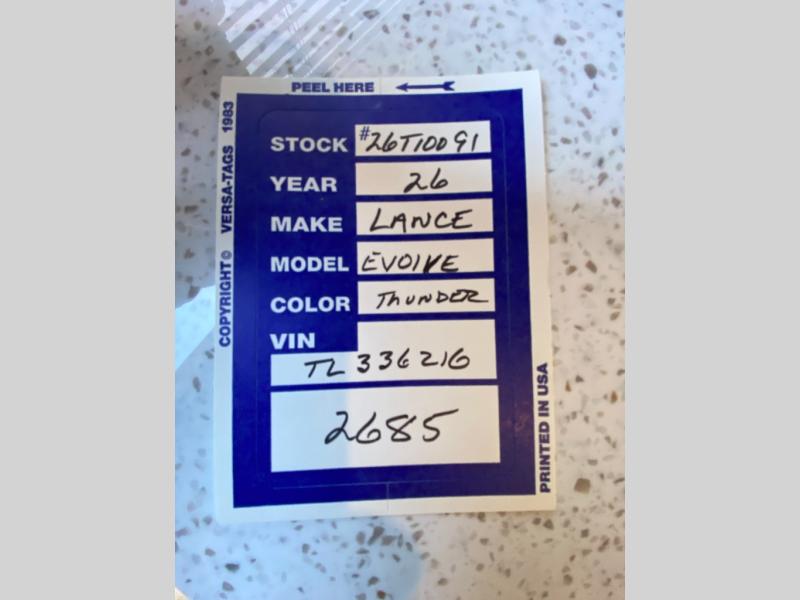 PEEL HERE
COPYRIGHT © VERSA-TAGS 1983
STOCK #26T10091
YEAR 26
MAKE LANCE
MODEL EVOIVE
COLOR THUNDER
VIN
TL 336216
2685
PRINTED IN USA